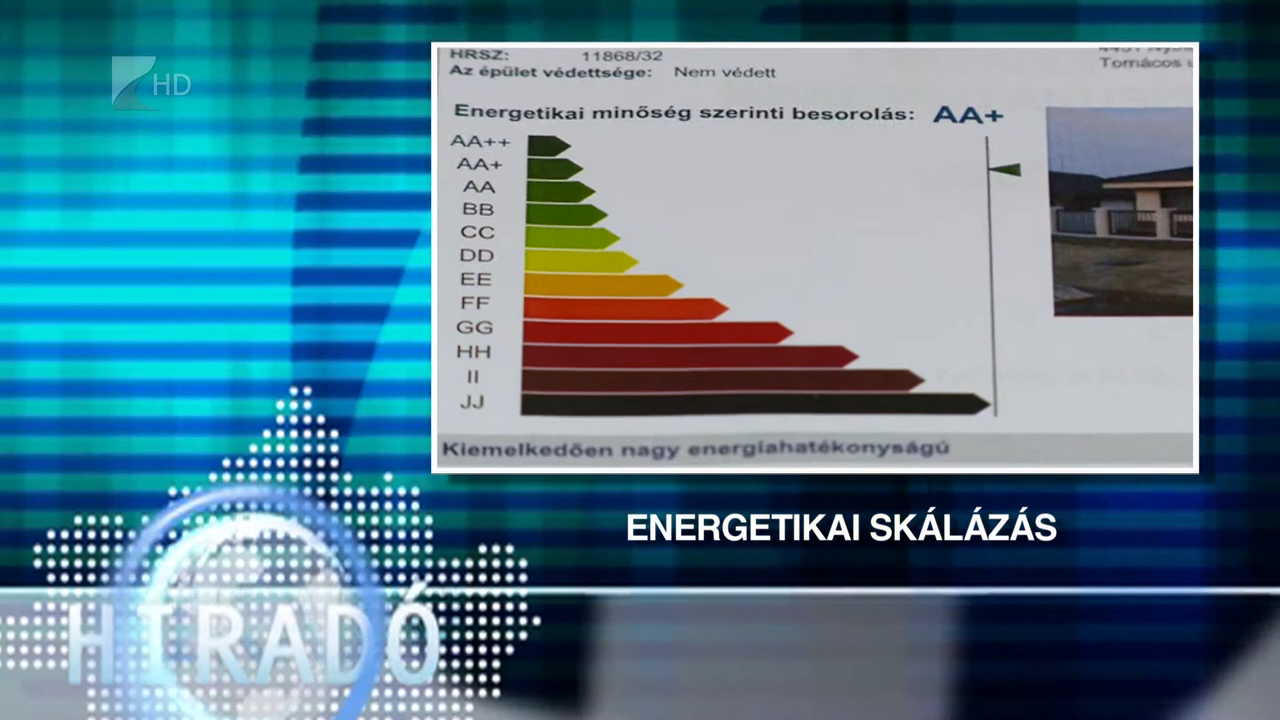 HD
HRSZ: 11868/32
Az épület védettsége: Nem védett
Tornácos
Energetikai minőség szerinti besorolás: AA+
AA++
AA+
AA
BB
CC
DD
EE
FF
GG
HH
II
JJ
Kiemelkedően nagy energiahatékonyságú
ENERGETIKAI SKÁLÁZÁS
HÍRADÓ